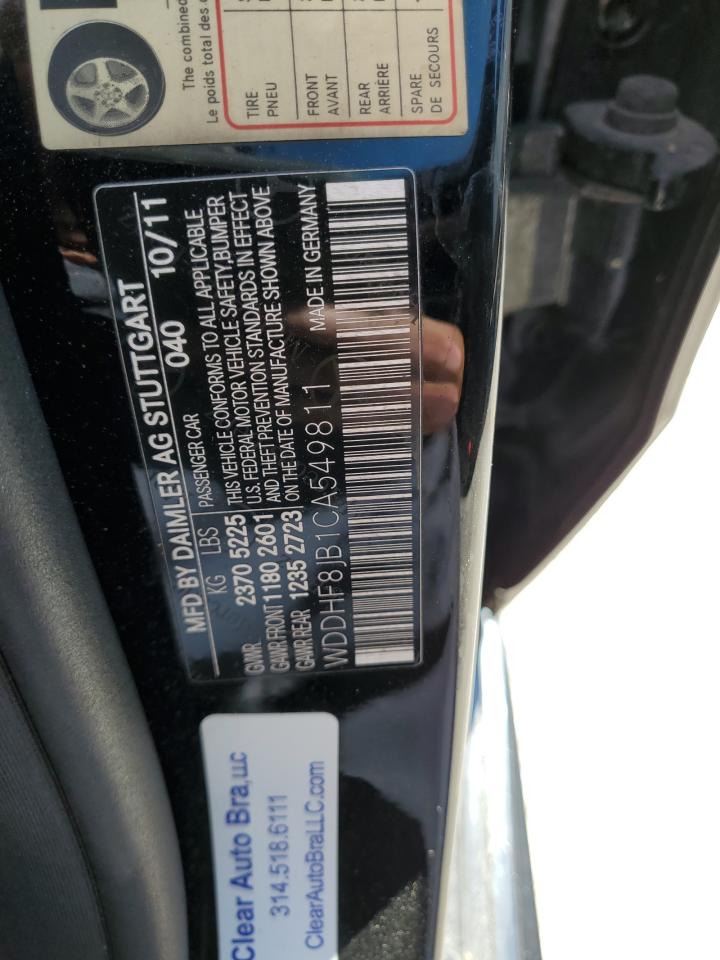 The combined
Le poids total des
TIRE
PNEU
FRONT
AVANT
REAR
ARRIÈRE
SPARE
DE SECOURS
MFD BY DAIMLER AG STUTTGART
040 10/11
KG LBS PASSENGER CAR
GVWR 2370 5225
GAWR FRONT 1180 2601
GAWR REAR 1235 2723
THIS VEHICLE CONFORMS TO ALL APPLICABLE
U.S. FEDERAL MOTOR VEHICLE SAFETY, BUMPER
AND THEFT PREVENTION STANDARDS IN EFFECT
ON THE DATE OF MANUFACTURE SHOWN ABOVE
WDDHF8JB1CA549811 MADE IN GERMANY
Clear Auto Bra, LLC
314.518.6111
ClearAutoBraLLC.com